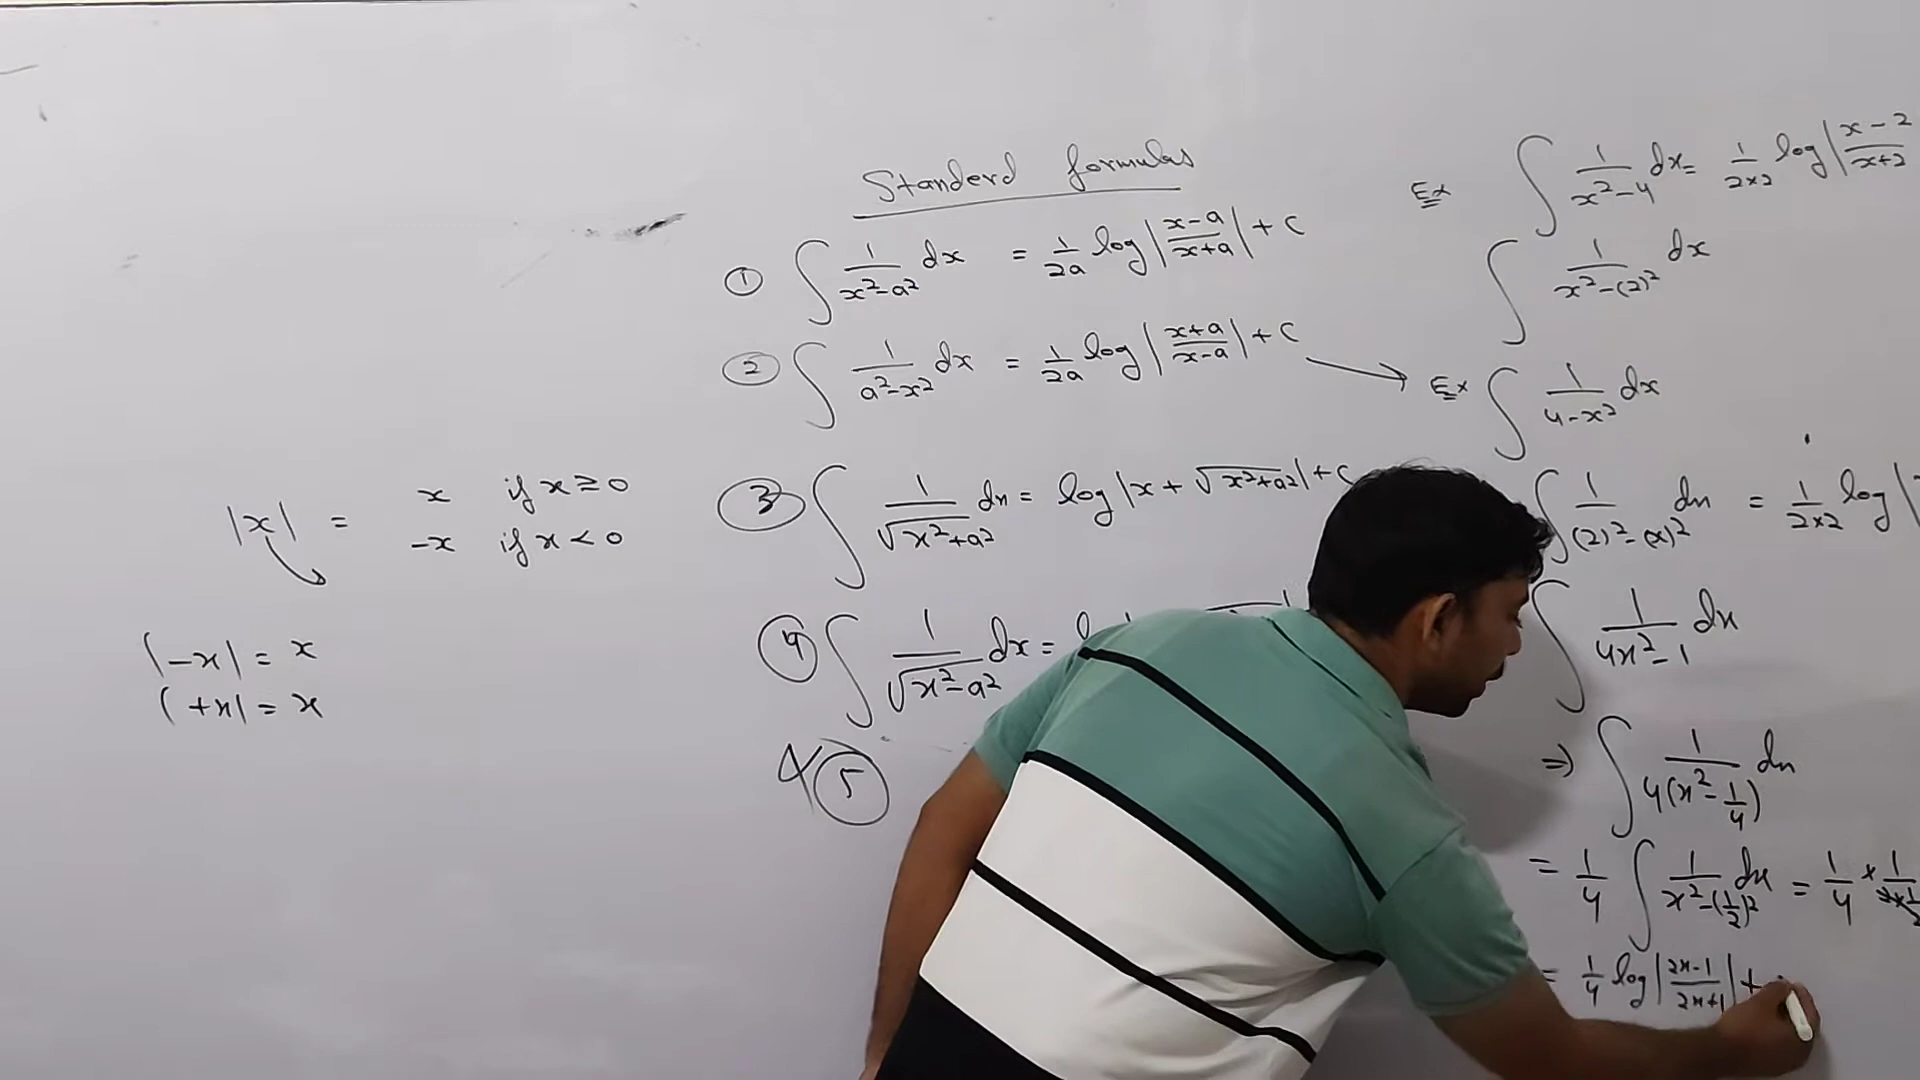 Standerd formulas
① ∫ 1/(x²-a²) dx = 1/2a log|(x-a)/(x+a)| + c
② ∫ 1/(a²-x²) dx = 1/2a log|(x+a)/(x-a)| + c
③ ∫ 1/√(x²+a²) dx = log|x + √(x²+a²)| + c
④ ∫ 1/√(x²-a²) dx =
⑤
|x| = x if x ≥ 0
-x if x < 0
|-x| = x
|+x| = x
Ex ∫ 1/(x²-4) dx = 1/(2×2) log|(x-2)/(x+2)
∫ 1/(x²-(2)²) dx
Ex ∫ 1/(4-x²) dx
∫ 1/((2)²-(x)²) dx = 1/(2×2) log|
∫ 1/(4x²-1) dx
⇒ ∫ 1/(4(x²-1/4)) dx
= 1/4 ∫ 1/(x²-(1/2)²) dx = 1/4 × 1/(2×1/2)
= 1/4 log|(2x-1)/(2x+1)| +